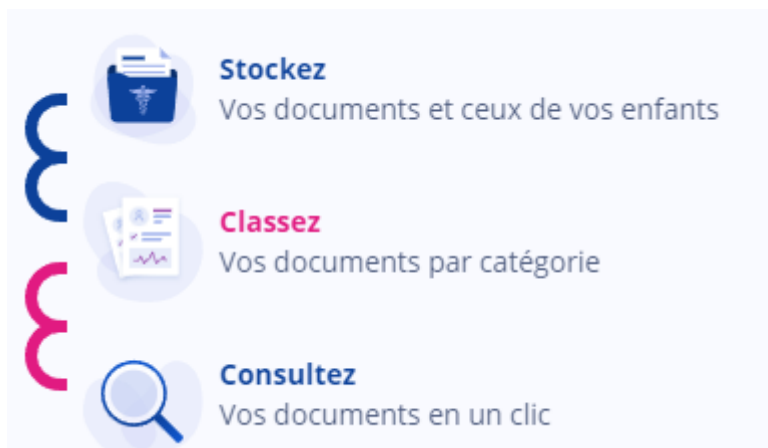 Stockez
Vos documents et ceux de vos enfants
Classez
Vos documents par catégorie
Consultez
Vos documents en un clic